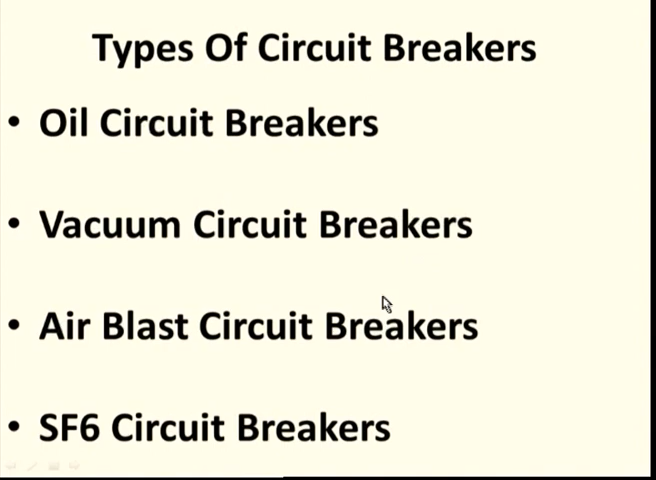 Types Of Circuit Breakers
• Oil Circuit Breakers
• Vacuum Circuit Breakers
• Air Blast Circuit Breakers
• SF6 Circuit Breakers